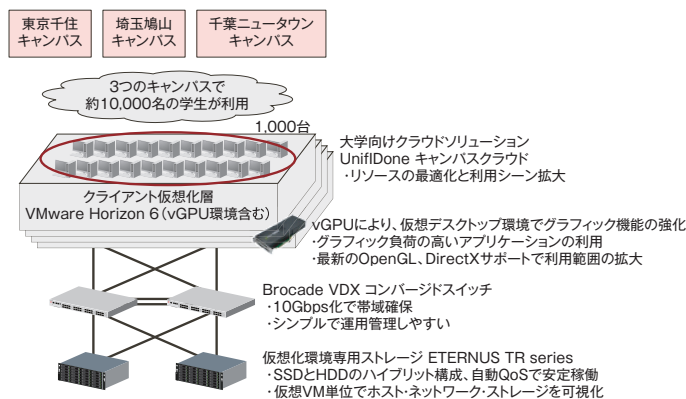 東京千住
キャンパス
埼玉鳩山
キャンパス
千葉ニュータウン
キャンパス
3つのキャンパスで
約10,000名の学生が利用
1,000台
クライアント仮想化層
VMware Horizon 6(vGPU環境含む)
大学向けクラウドソリューション
UnifIDone キャンパスクラウド
・リソースの最適化と利用シーン拡大
vGPUにより、仮想デスクトップ環境でグラフィック機能の強化
・グラフィック負荷の高いアプリケーションの利用
・最新のOpenGL、DirectXサポートで利用範囲の拡大
Brocade VDX コンバージドスイッチ
・10Gbps化で帯域確保
・シンプルで運用管理しやすい
仮想化環境専用ストレージ ETERNUS TR series
・SSDとHDDのハイブリット構成、自動QoSで安定稼働
・仮想VM単位でホスト・ネットワーク・ストレージを可視化